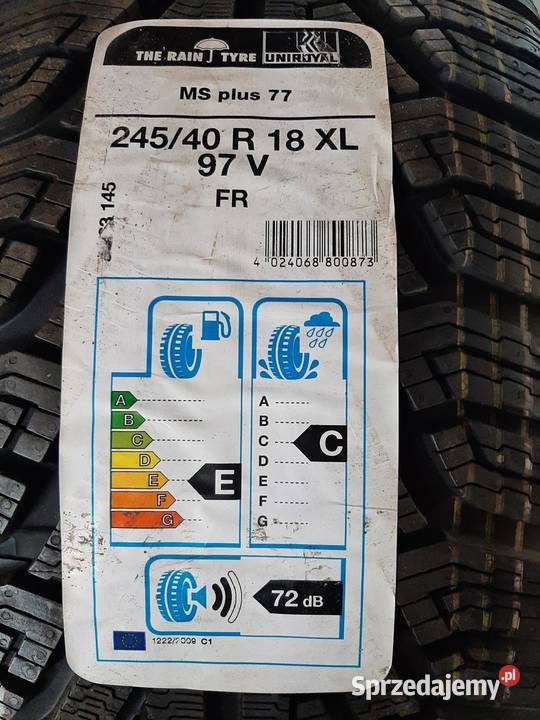 THE RAIN TYRE UNIROYAL
MS plus 77
245/40 R 18 XL
97 V
FR
145
4 024068 800873
A
B
C
D
E
F
G
E
A
B
C
D
E
F
G
C
72 dB
1222/2009 C1
Sprzedajemy.pl